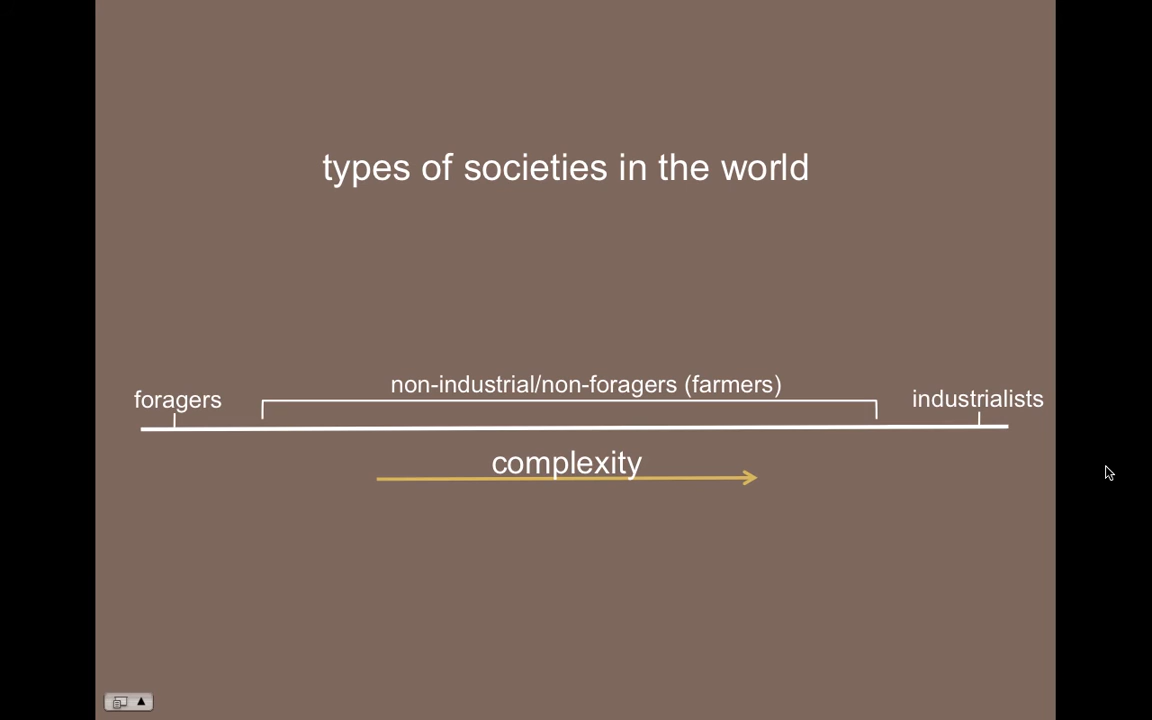 types of societies in the world
non-industrial/non-foragers (farmers)
foragers
industrialists
complexity